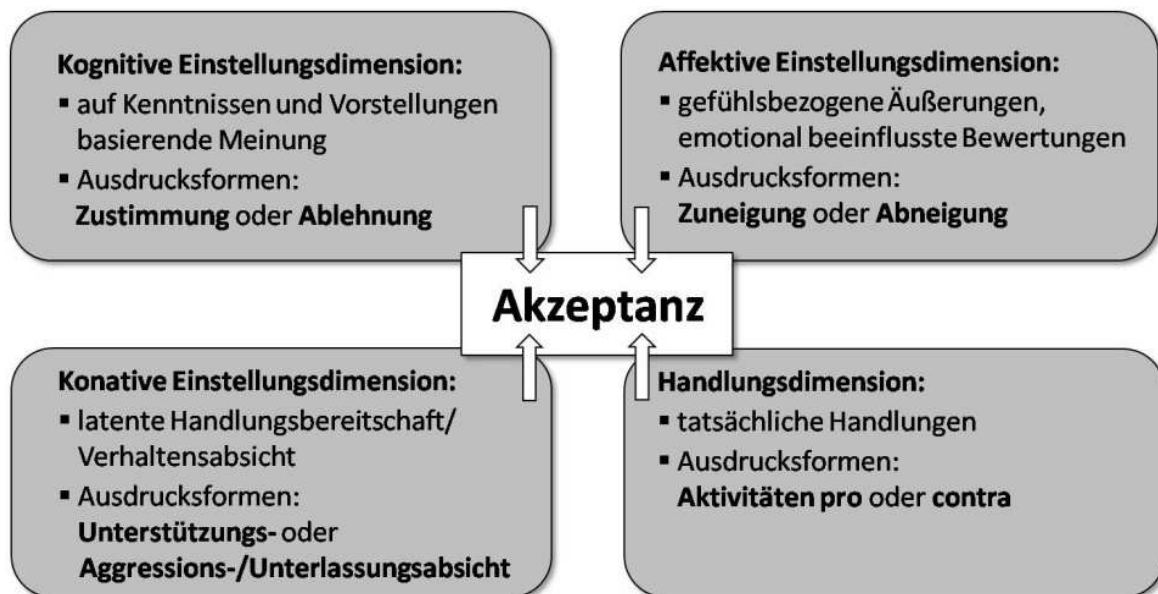 Kognitive Einstellungsdimension:
▪ auf Kenntnissen und Vorstellungen
basierende Meinung
▪ Ausdrucksformen:
Zustimmung oder Ablehnung
Affektive Einstellungsdimension:
▪ gefühlsbezogene Äußerungen,
emotional beeinflusste Bewertungen
▪ Ausdrucksformen:
Zuneigung oder Abneigung
Akzeptanz
Konative Einstellungsdimension:
▪ latente Handlungsbereitschaft/
Verhaltensabsicht
▪ Ausdrucksformen:
Unterstützungs- oder
Aggressions-/Unterlassungsabsicht
Handlungsdimension:
▪ tatsächliche Handlungen
▪ Ausdrucksformen:
Aktivitäten pro oder contra